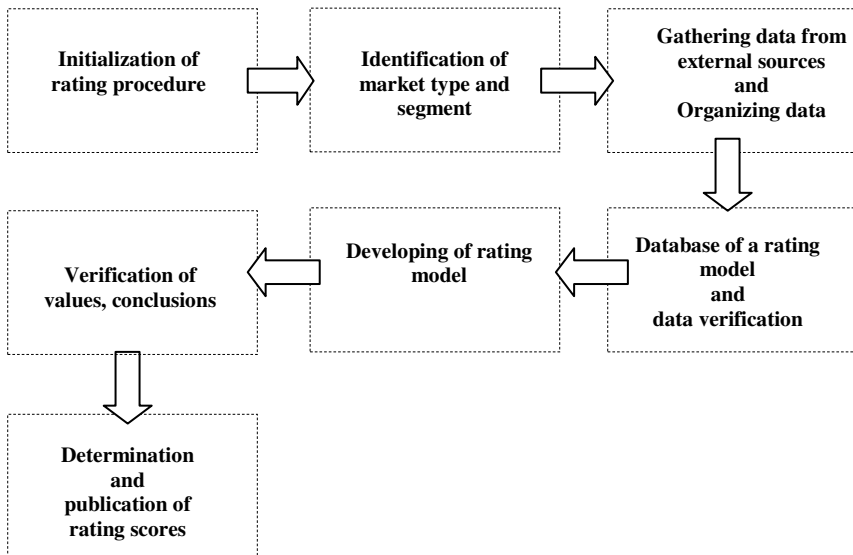 Initialization of
rating procedure
Identification of
market type and
segment
Gathering data from
external sources
and
Organizing data
Database of a rating
model
and
data verification
Developing of rating
model
Verification of
values, conclusions
Determination
and
publication of
rating scores